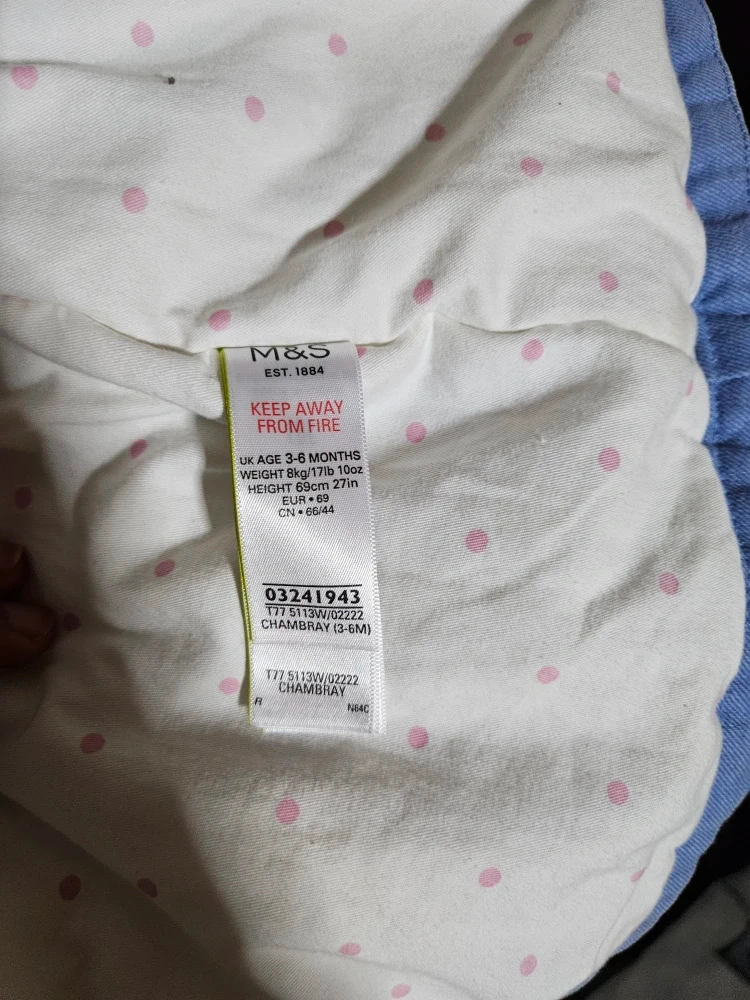 M&S
EST. 1884
KEEP AWAY
FROM FIRE
UK AGE 3-6 MONTHS
WEIGHT 8kg/17lb 10oz
HEIGHT 69cm 27in
EUR • 69
CN • 66/44
03241943
T77 5113W/02222
CHAMBRAY (3-6M)
T77 5113W/02222
CHAMBRAY
R N64C